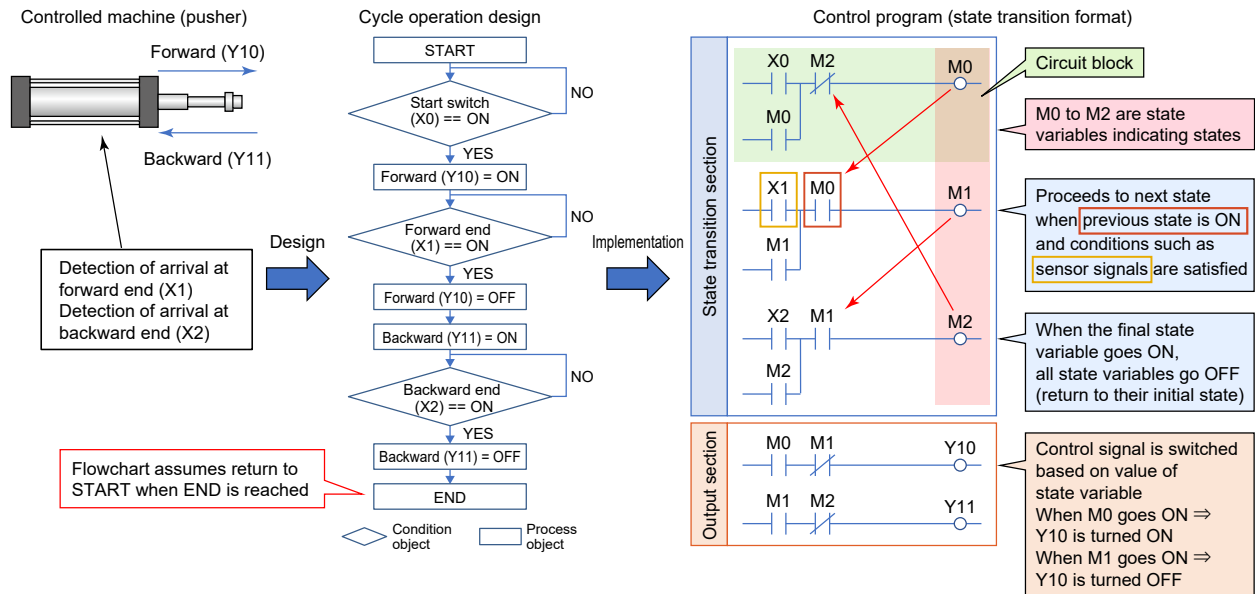 Controlled machine (pusher)
Forward (Y10)
Backward (Y11)
Detection of arrival at
forward end (X1)
Detection of arrival at
backward end (X2)
Flowchart assumes return to
START when END is reached
Design
Cycle operation design
START
NO
Start switch
(X0) == ON
YES
Forward (Y10) = ON
NO
Forward end
(X1) == ON
YES
Forward (Y10) = OFF
Backward (Y11) = ON
NO
Backward end
(X2) == ON
YES
Backward (Y11) = OFF
END
Condition
object
Process
object
Implementation
Control program (state transition format)
State transition section
X0 M2 M0
M0
X1 M0 M1
M1
X2 M1 M2
M2
Output section
M0 M1 Y10
M1 M2 Y11
Circuit block
M0 to M2 are state
variables indicating states
Proceeds to next state
when previous state is ON
and conditions such as
sensor signals are satisfied
When the final state
variable goes ON,
all state variables go OFF
(return to their initial state)
Control signal is switched
based on value of
state variable
When M0 goes ON ⇒
Y10 is turned ON
When M1 goes ON ⇒
Y10 is turned OFF